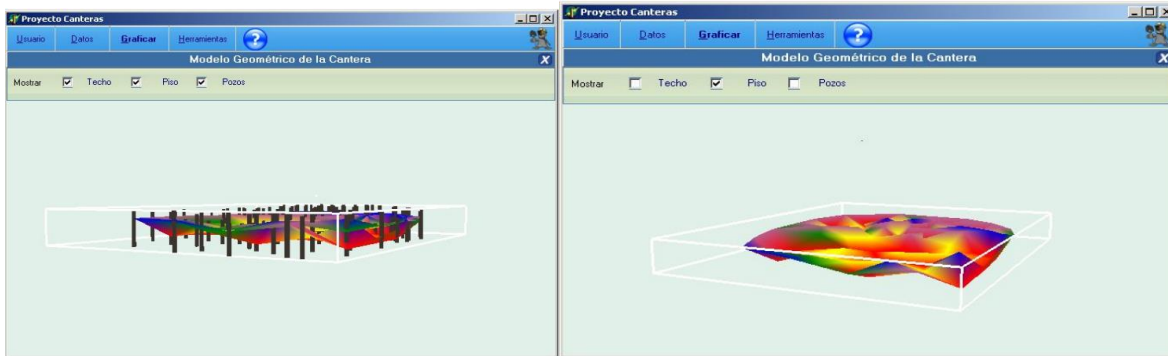 Proyecto Canteras
Usuario Datos Graficar Herramientas ?
Modelo Geométrico de la Cantera X
Mostrar Techo Piso Pozos
Proyecto Canteras
Usuario Datos Graficar Herramientas ?
Modelo Geométrico de la Cantera X
Mostrar Techo Piso Pozos